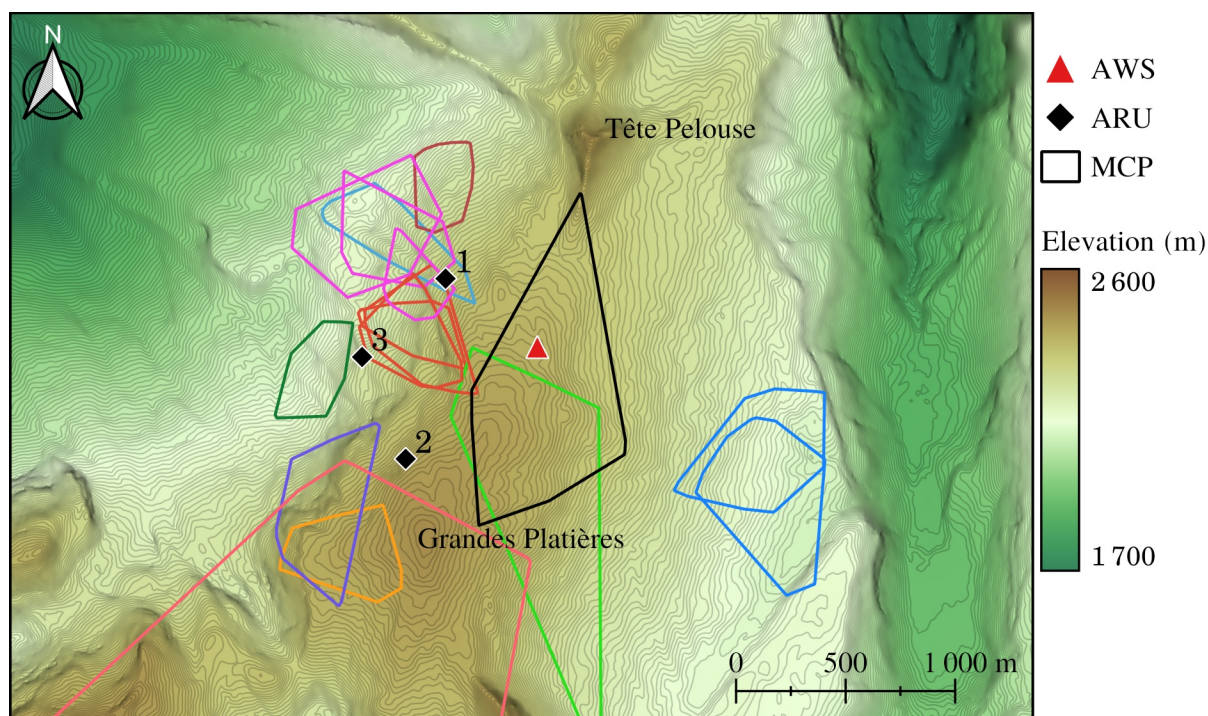 N
Tête Pelouse
1
3
2
Grandes Platières
0 500 1 000 m
AWS
ARU
MCP
Elevation (m)
2 600
1 700